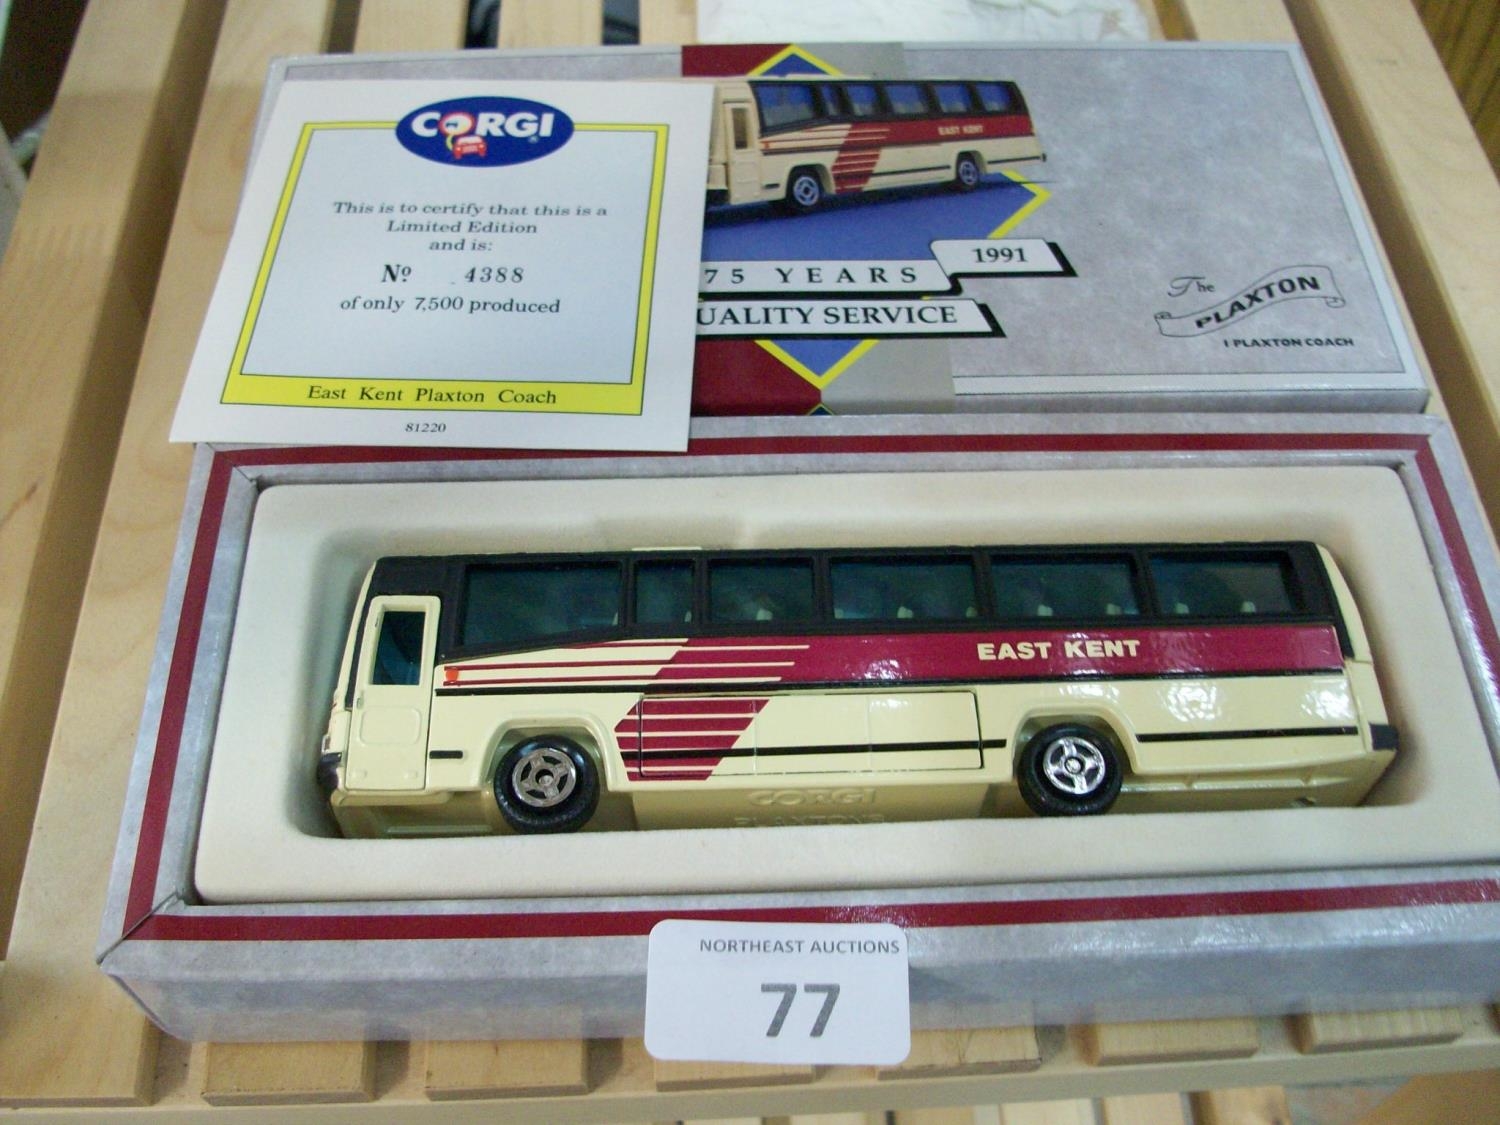 CORGI
This is to certify that this is a
Limited Edition
and is:
Nº 4388
of only 7,500 produced
East Kent Plaxton Coach
81220
EAST KENT
75 YEARS
1991
UALITY SERVICE
The
PLAXTON
1 PLAXTON COACH
EAST KENT
CORGI
PLAXTONS
NORTHEAST AUCTIONS
77